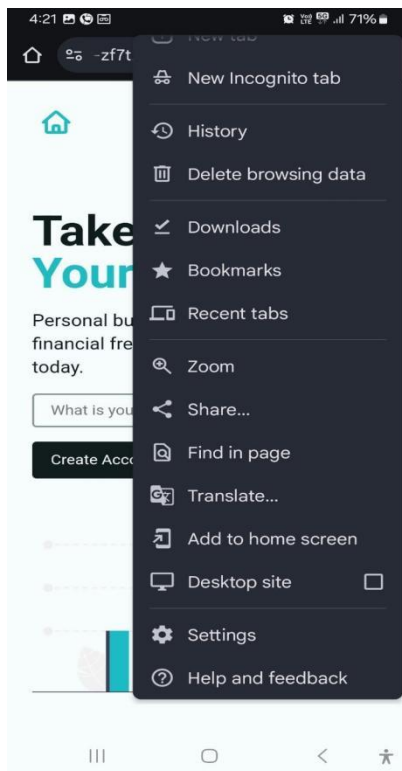 4:21
71%
-zf7t
New tab
New Incognito tab
History
Delete browsing data
Downloads
Bookmarks
Recent tabs
Zoom
Share...
Find in page
Translate...
Add to home screen
Desktop site
Settings
Help and feedback
Take
Your
Personal bu
financial fre
today.
What is you
Create Acco